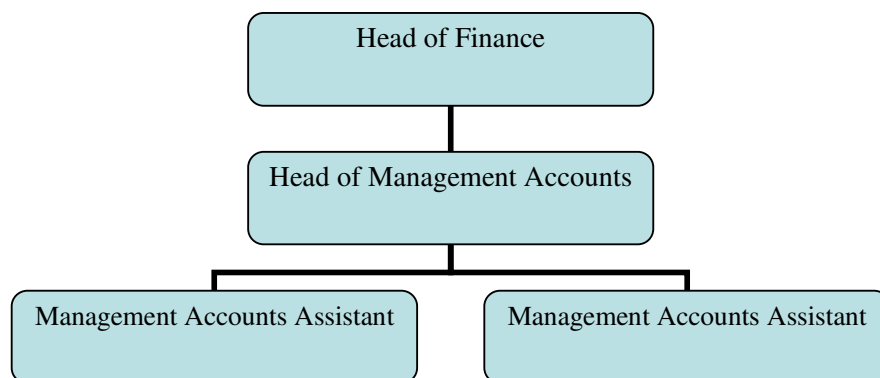 Head of Finance
Head of Management Accounts
Management Accounts Assistant
Management Accounts Assistant